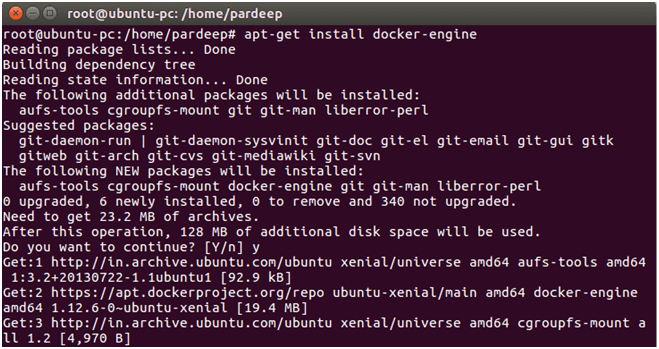 root@ubuntu-pc: /home/pardeep
root@ubuntu-pc:/home/pardeep# apt-get install docker-engine
Reading package lists... Done
Building dependency tree
Reading state information... Done
The following additional packages will be installed:
  aufs-tools cgroupfs-mount git git-man liberror-perl
Suggested packages:
  git-daemon-run | git-daemon-sysvinit git-doc git-el git-email git-gui gitk
  gitweb git-arch git-cvs git-mediawiki git-svn
The following NEW packages will be installed:
  aufs-tools cgroupfs-mount docker-engine git git-man liberror-perl
0 upgraded, 6 newly installed, 0 to remove and 340 not upgraded.
Need to get 23.2 MB of archives.
After this operation, 128 MB of additional disk space will be used.
Do you want to continue? [Y/n] y
Get:1 http://in.archive.ubuntu.com/ubuntu xenial/universe amd64 aufs-tools amd64
 1:3.2+20130722-1.1ubuntu1 [92.9 kB]
Get:2 https://apt.dockerproject.org/repo ubuntu-xenial/main amd64 docker-engine
amd64 1.12.6-0~ubuntu-xenial [19.4 MB]
Get:3 http://in.archive.ubuntu.com/ubuntu xenial/universe amd64 cgroupfs-mount a
ll 1.2 [4,970 B]